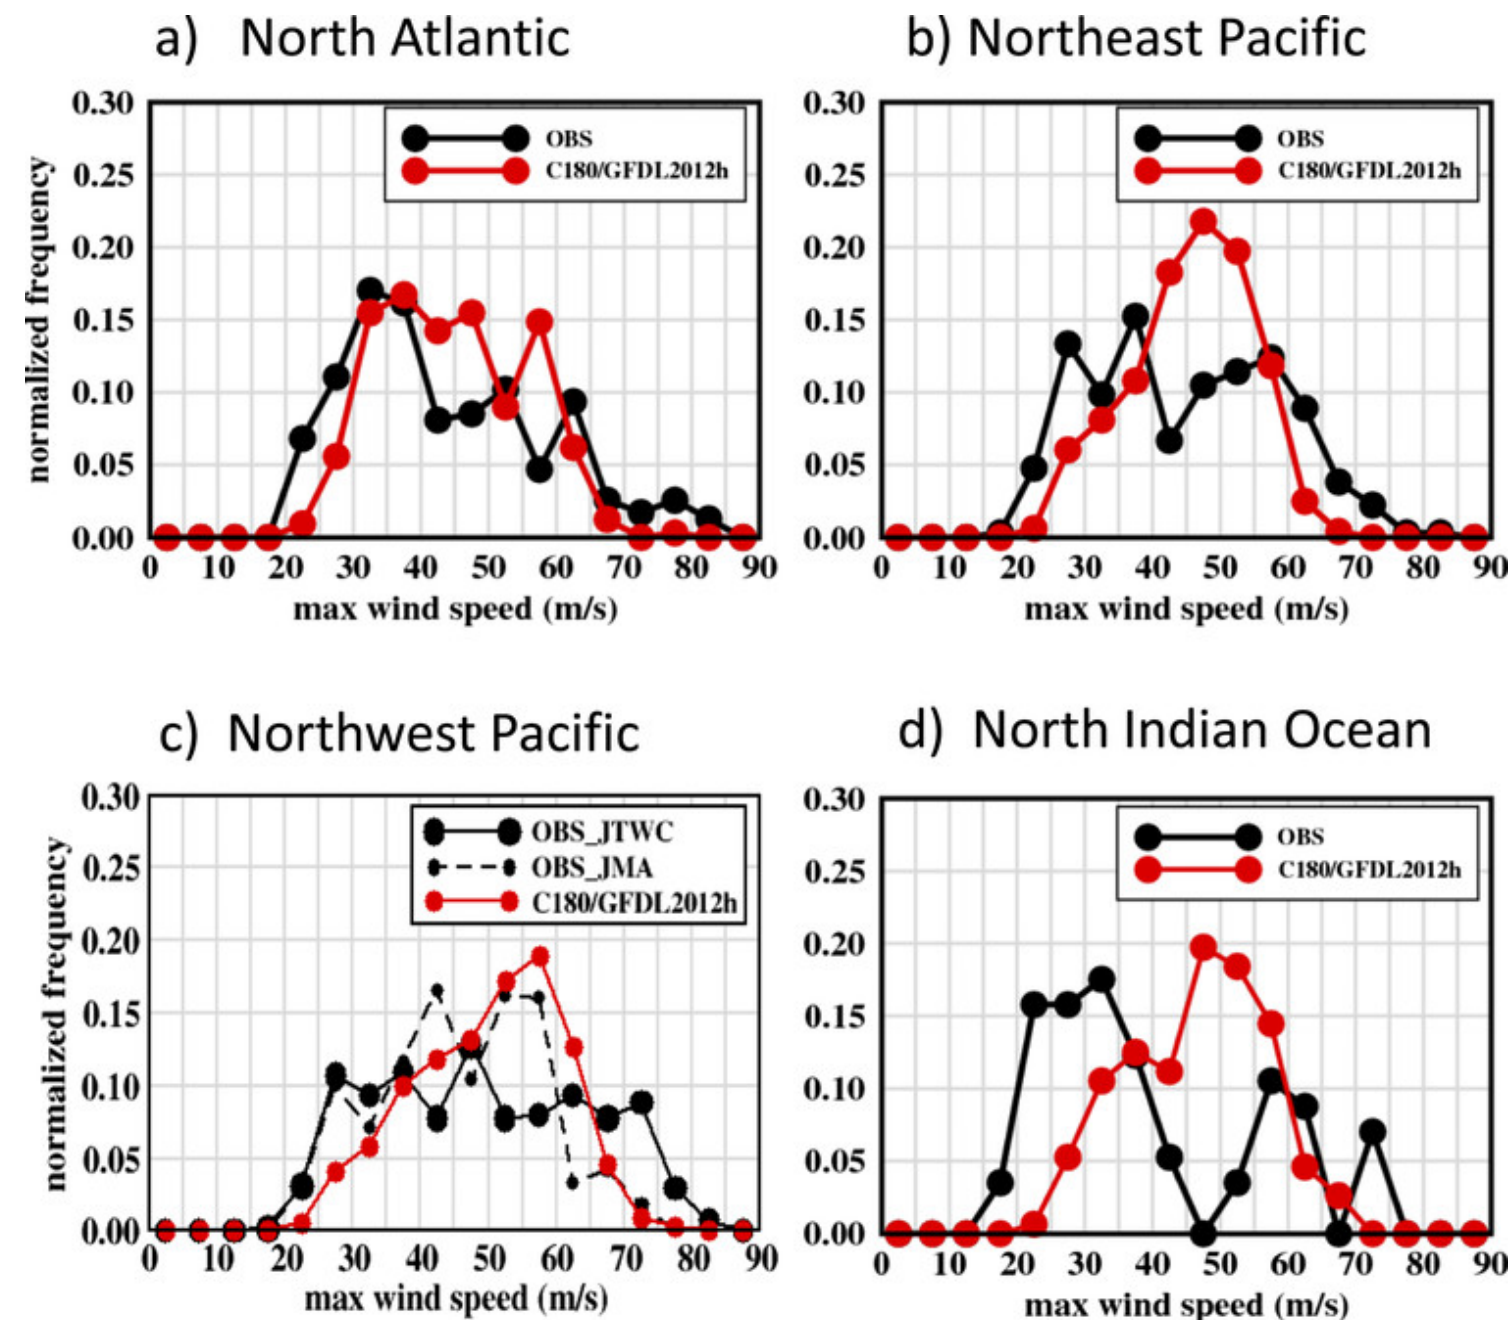 a) North Atlantic
0.30
0.25
0.20
0.15
0.10
0.05
0.00
normalized frequency
OBS
C180/GFDL2012h
0 10 20 30 40 50 60 70 80 90
max wind speed (m/s)
b) Northeast Pacific
0.30
0.25
0.20
0.15
0.10
0.05
0.00
OBS
C180/GFDL2012h
0 10 20 30 40 50 60 70 80 90
max wind speed (m/s)
c) Northwest Pacific
0.30
0.25
0.20
0.15
0.10
0.05
0.00
normalized frequency
OBS_JTWC
OBS_JMA
C180/GFDL2012h
0 10 20 30 40 50 60 70 80 90
max wind speed (m/s)
d) North Indian Ocean
0.30
0.25
0.20
0.15
0.10
0.05
0.00
OBS
C180/GFDL2012h
0 10 20 30 40 50 60 70 80 90
max wind speed (m/s)